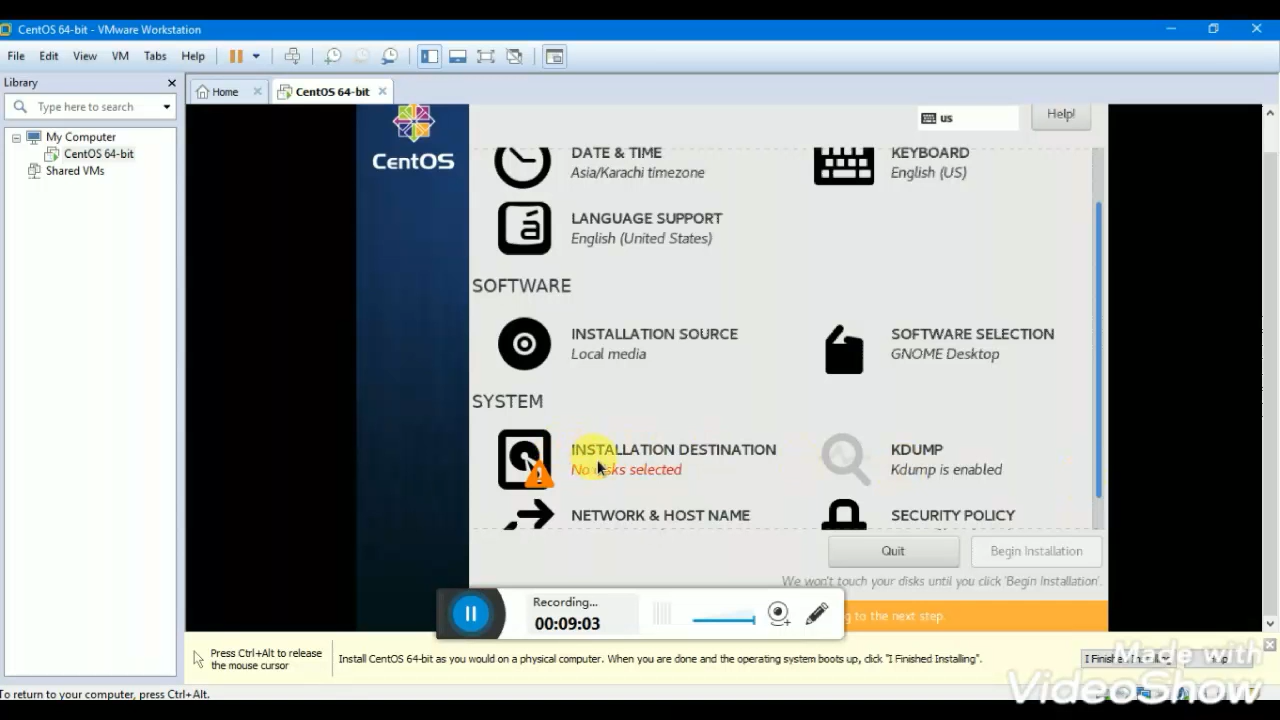 CentOS 64-bit - VMware Workstation
File Edit View VM Tabs Help
Library
Type here to search
My Computer
CentOS 64-bit
Shared VMs
Home
CentOS 64-bit
CentOS
us
Help!
DATE & TIME
Asia/Karachi timezone
KEYBOARD
English (US)
LANGUAGE SUPPORT
English (United States)
SOFTWARE
INSTALLATION SOURCE
Local media
SOFTWARE SELECTION
GNOME Desktop
SYSTEM
INSTALLATION DESTINATION
No disks selected
KDUMP
Kdump is enabled
NETWORK & HOST NAME
SECURITY POLICY
Quit
Begin Installation
We won't touch your disks until you click 'Begin Installation'.
to the next step.
Recording...
00:09:03
Press Ctrl+Alt to release
the mouse cursor
Install CentOS 64-bit as you would on a physical computer. When you are done and the operating system boots up, click "I Finished Installing".
I Finished Installing
Made with
VideoShow
To return to your computer, press Ctrl+Alt.